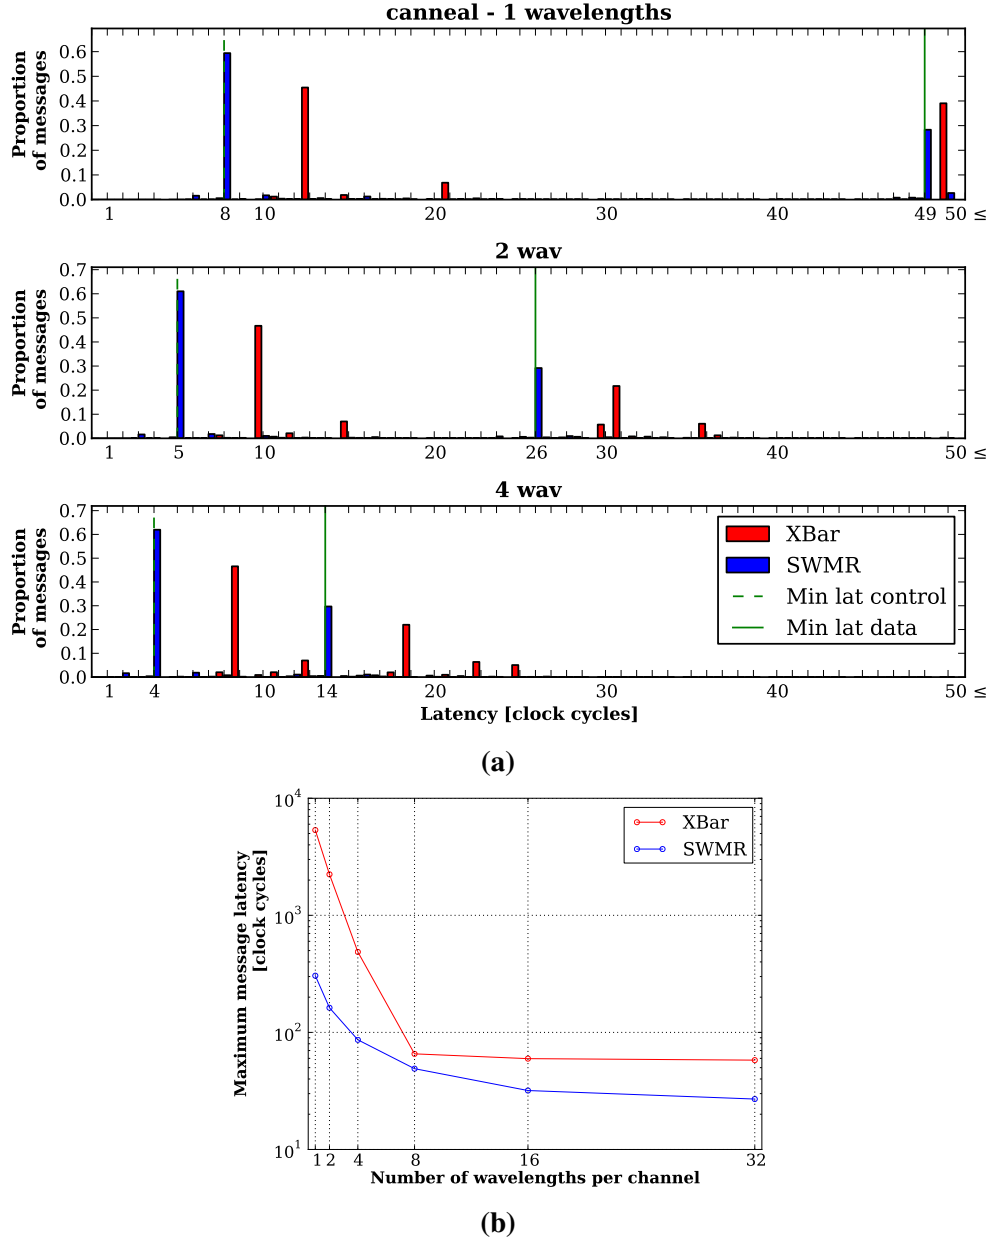 canneal - 1 wavelengths
Proportion
of messages
0.6
0.5
0.4
0.3
0.2
0.1
0.0
1 8 10 20 30 40 49 50 ≤
2 wav
Proportion
of messages
0.7
0.6
0.5
0.4
0.3
0.2
0.1
0.0
1 5 10 20 26 30 40 50 ≤
4 wav
Proportion
of messages
0.7
0.6
0.5
0.4
0.3
0.2
0.1
0.0
XBar
SWMR
Min lat control
Min lat data
1 4 10 14 30 40 50 ≤
Latency [clock cycles]
(a)
Maximum message latency
[clock cycles]
10^4
10^3
10^2
10^1
XBar
SWMR
1 2 4 8 16 32
Number of wavelengths per channel
(b)